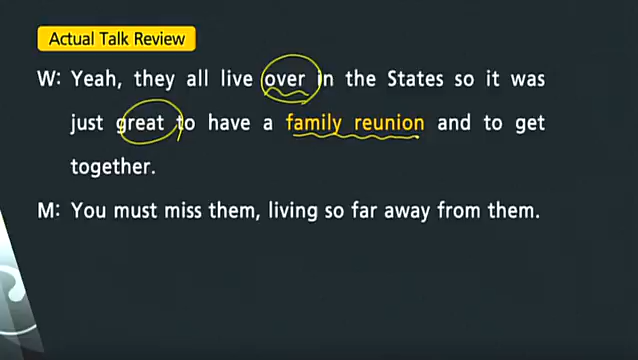 Actual Talk Review
W: Yeah, they all live over in the States so it was
just great to have a family reunion and to get
together.
M: You must miss them, living so far away from them.